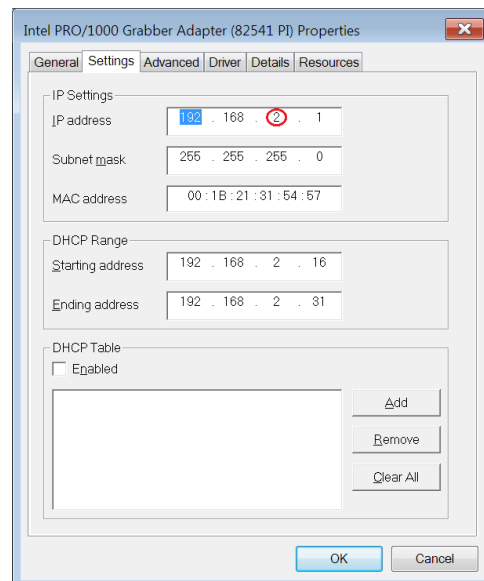 Intel PRO/1000 Grabber Adapter (82541 PI) Properties
General Settings Advanced Driver Details Resources
IP Settings
IP address 192 . 168 . 2 . 1
Subnet mask 255 . 255 . 255 . 0
MAC address 00 : 1B : 21 : 31 : 54 : 57
DHCP Range
Starting address 192 . 168 . 2 . 16
Ending address 192 . 168 . 2 . 31
DHCP Table
Enabled
Add
Remove
Clear All
OK Cancel